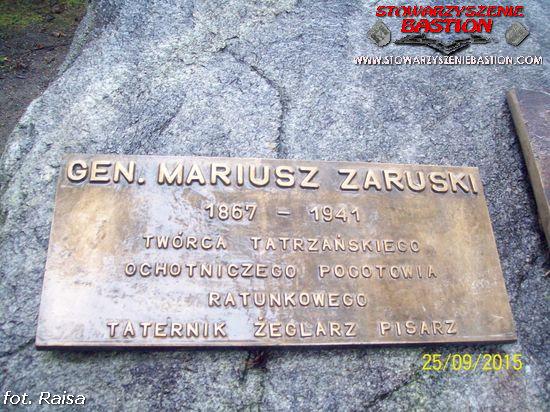 STOWARZYSZENIE
BASTION
WWW.STOWARZYSZENIEBASTION.COM
GEN. MARIUSZ ZARUSKI
1867 – 1941
TWÓRCA TATRZAŃSKIEGO
OCHOTNICZEGO POGOTOWIA
RATUNKOWEGO
TATERNIK ŻEGLARZ PISARZ
25/09/2015
fot. Raisa